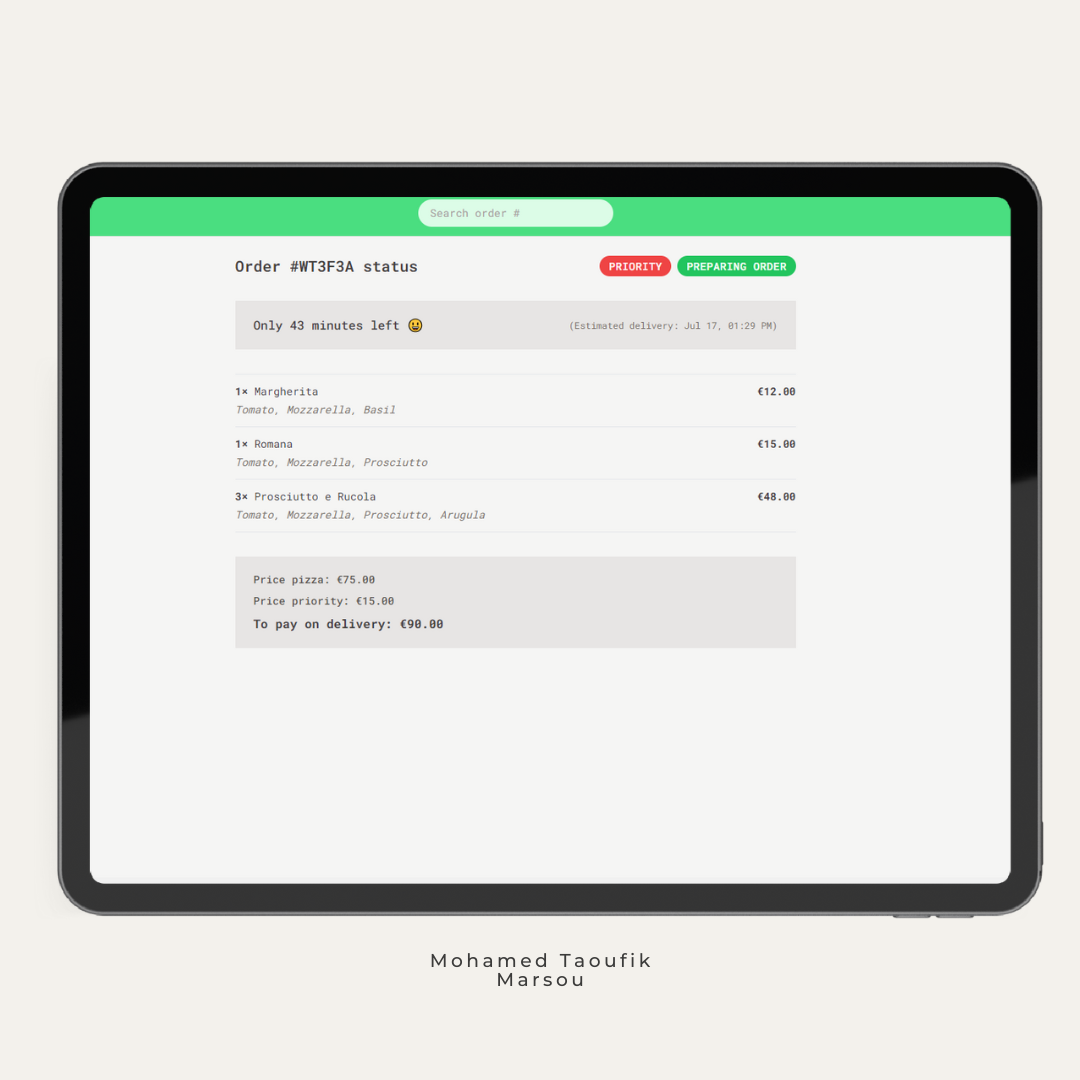 Search order #
Order #WT3F3A status
PRIORITY
PREPARING ORDER
Only 43 minutes left 😀
(Estimated delivery: Jul 17, 01:29 PM)
1× Margherita
€12.00
Tomato, Mozzarella, Basil
1× Romana
€15.00
Tomato, Mozzarella, Prosciutto
3× Prosciutto e Rucola
€48.00
Tomato, Mozzarella, Prosciutto, Arugula
Price pizza: €75.00
Price priority: €15.00
To pay on delivery: €90.00
Mohamed Taoufik
Marsou